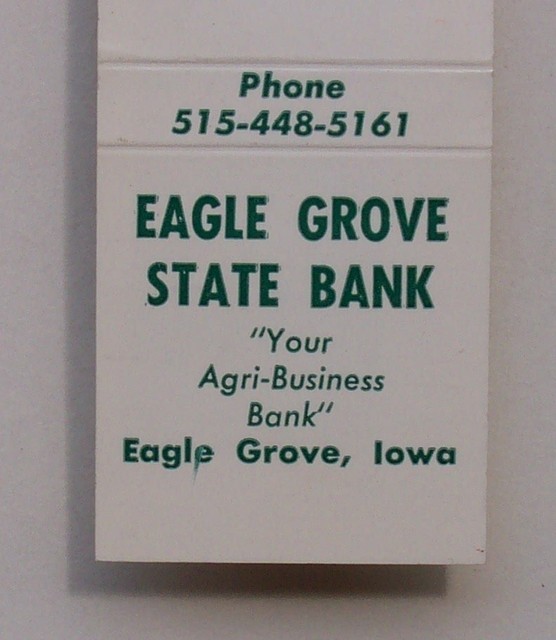 Phone
515-448-5161
EAGLE GROVE
STATE BANK
"Your
Agri-Business
Bank"
Eagle Grove, Iowa